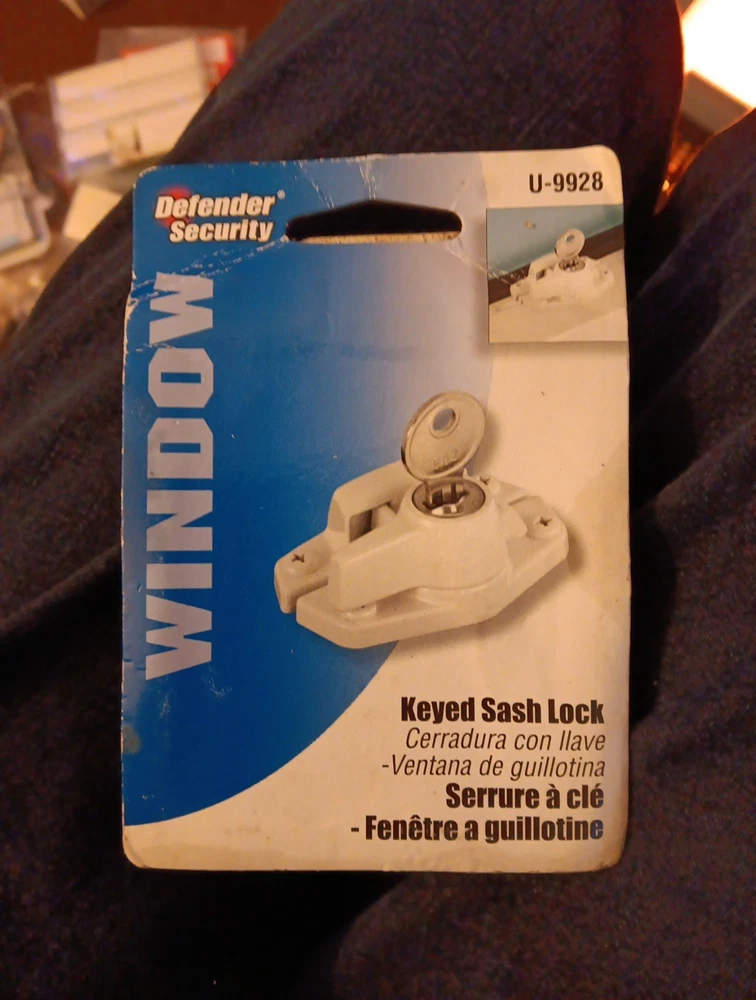 Defender®
Security
U-9928
WINDOW
Keyed Sash Lock
Cerradura con llave
-Ventana de guillotina
Serrure à clé
- Fenêtre a guillotine